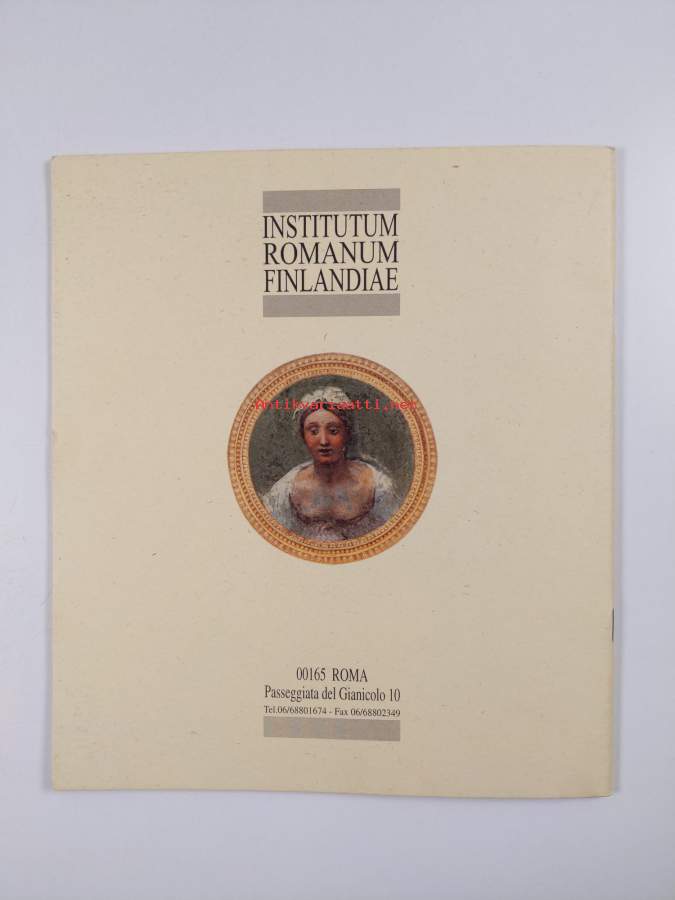 INSTITUTUM
ROMANUM
FINLANDIAE
Antikvariaatti.net
00165 ROMA
Passeggiata del Gianicolo 10
Tel.06/68801674 - Fax 06/68802349